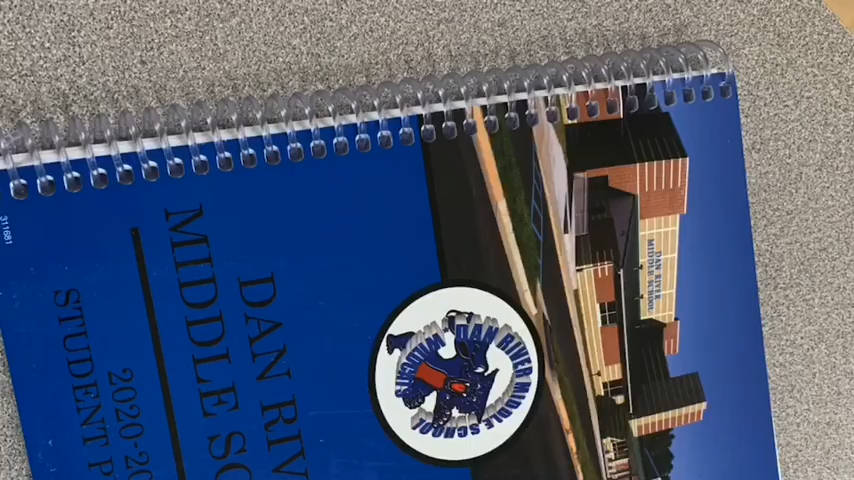 DAN RIVER
MIDDLE SCHOOL
DAN RIVER MIDDLE SCHOOL
DAN RIV
MIDDLE SC
2020-20
STUDENT P
311681